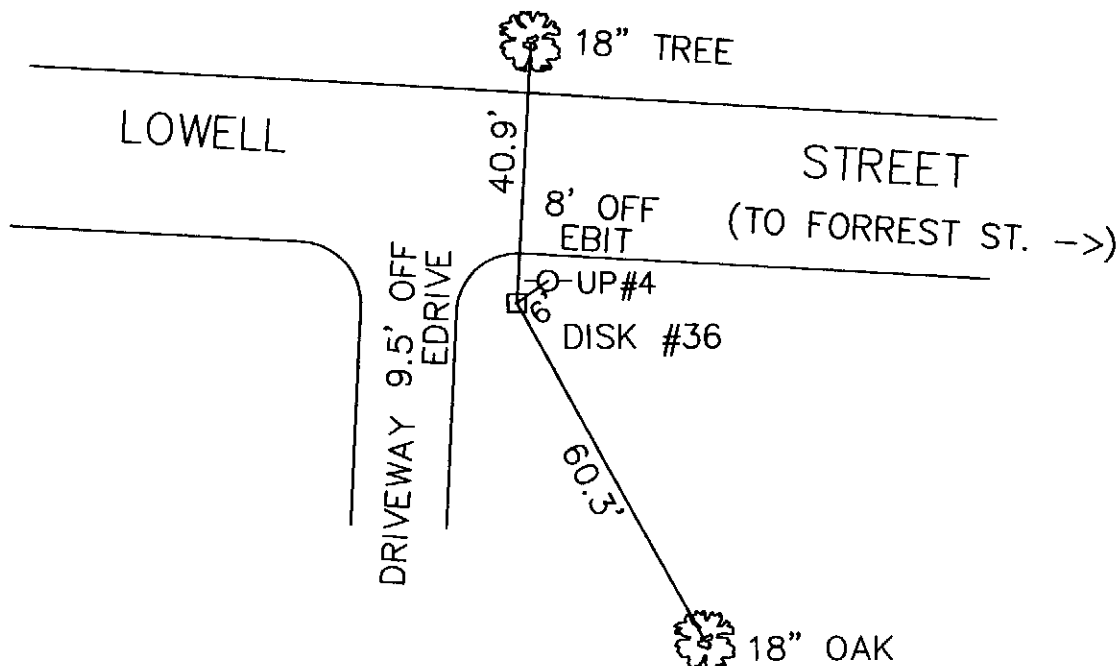 18" TREE
LOWELL
STREET
40.9'
8' OFF
EBIT
(TO FORREST ST. ->)
UP#4
6'
DISK #36
DRIVEWAY 9.5' OFF
EDRIVE
60.3'
18" OAK